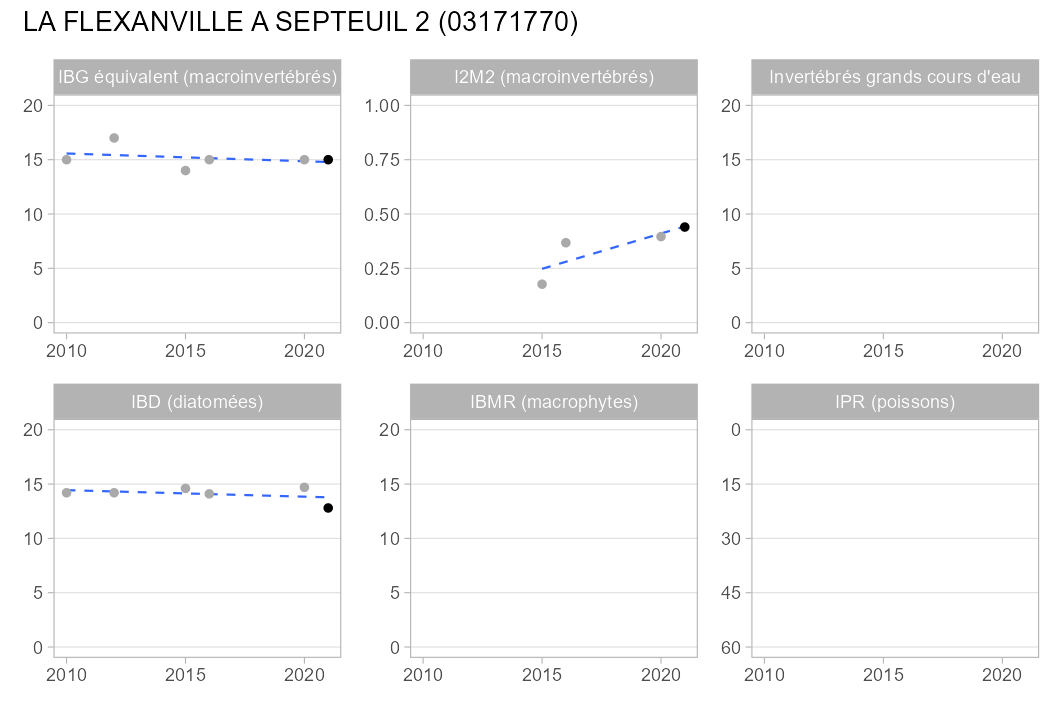 LA FLEXANVILLE A SEPTEUIL 2 (03171770)
IBG équivalent (macroinvertébrés)
20
15
10
5
0
2010 2015 2020
I2M2 (macroinvertébrés)
1.00
0.75
0.50
0.25
0.00
2010 2015 2020
Invertébrés grands cours d'eau
20
15
10
5
0
2010 2015 2020
IBD (diatomées)
20
15
10
5
0
2010 2015 2020
IBMR (macrophytes)
20
15
10
5
0
2010 2015 2020
IPR (poissons)
0
15
30
45
60
2010 2015 2020